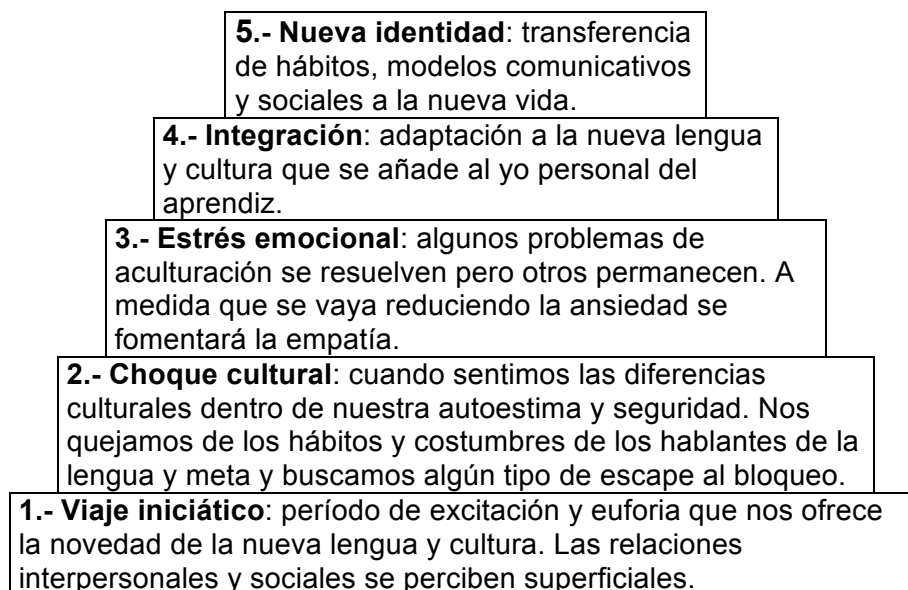 5.- Nueva identidad: transferencia
de hábitos, modelos comunicativos
y sociales a la nueva vida.
4.- Integración: adaptación a la nueva lengua
y cultura que se añade al yo personal del
aprendiz.
3.- Estrés emocional: algunos problemas de
aculturación se resuelven pero otros permanecen. A
medida que se vaya reduciendo la ansiedad se
fomentará la empatía.
2.- Choque cultural: cuando sentimos las diferencias
culturales dentro de nuestra autoestima y seguridad. Nos
quejamos de los hábitos y costumbres de los hablantes de la
lengua y meta y buscamos algún tipo de escape al bloqueo.
1.- Viaje iniciático: período de excitación y euforia que nos ofrece
la novedad de la nueva lengua y cultura. Las relaciones
interpersonales y sociales se perciben superficiales.